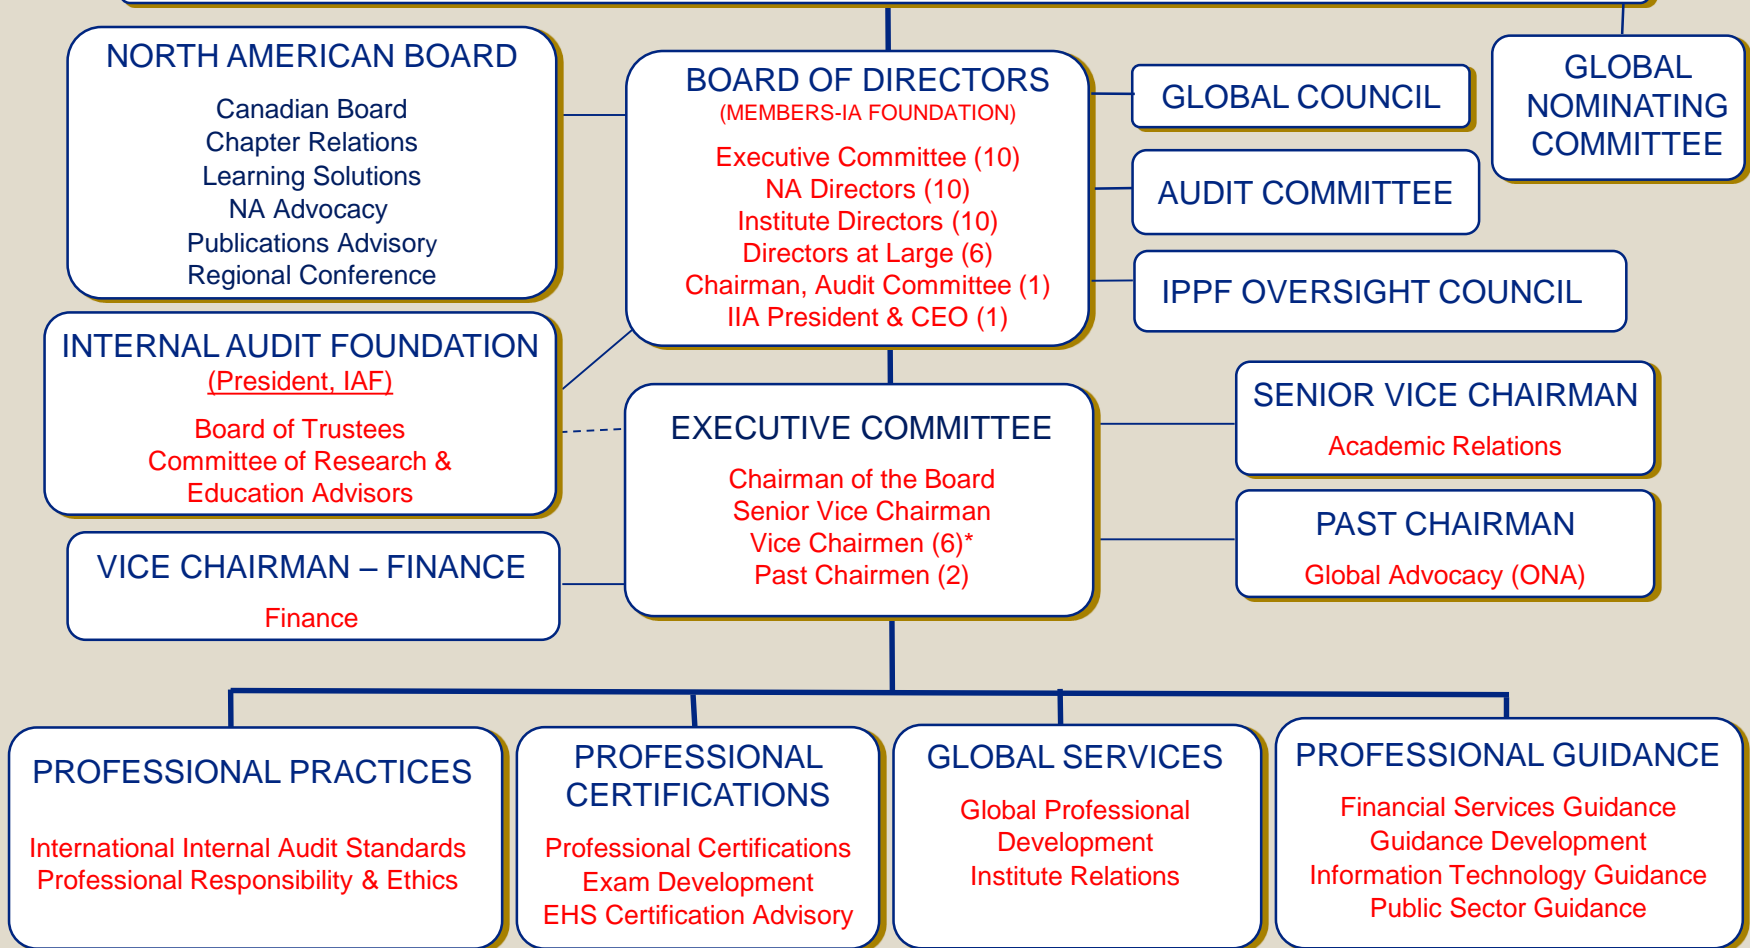 NORTH AMERICAN BOARD
Canadian Board
Chapter Relations
Learning Solutions
NA Advocacy
Publications Advisory
Regional Conference
BOARD OF DIRECTORS
(MEMBERS-IA FOUNDATION)
Executive Committee (10)
NA Directors (10)
Institute Directors (10)
Directors at Large (6)
Chairman, Audit Committee (1)
IIA President & CEO (1)
GLOBAL COUNCIL
GLOBAL
NOMINATING
COMMITTEE
AUDIT COMMITTEE
IPPF OVERSIGHT COUNCIL
INTERNAL AUDIT FOUNDATION
(President, IAF)
Board of Trustees
Committee of Research &
Education Advisors
EXECUTIVE COMMITTEE
Chairman of the Board
Senior Vice Chairman
Vice Chairmen (6)*
Past Chairmen (2)
SENIOR VICE CHAIRMAN
Academic Relations
PAST CHAIRMAN
Global Advocacy (ONA)
VICE CHAIRMAN – FINANCE
Finance
PROFESSIONAL PRACTICES
International Internal Audit Standards
Professional Responsibility & Ethics
PROFESSIONAL
CERTIFICATIONS
Professional Certifications
Exam Development
EHS Certification Advisory
GLOBAL SERVICES
Global Professional
Development
Institute Relations
PROFESSIONAL GUIDANCE
Financial Services Guidance
Guidance Development
Information Technology Guidance
Public Sector Guidance